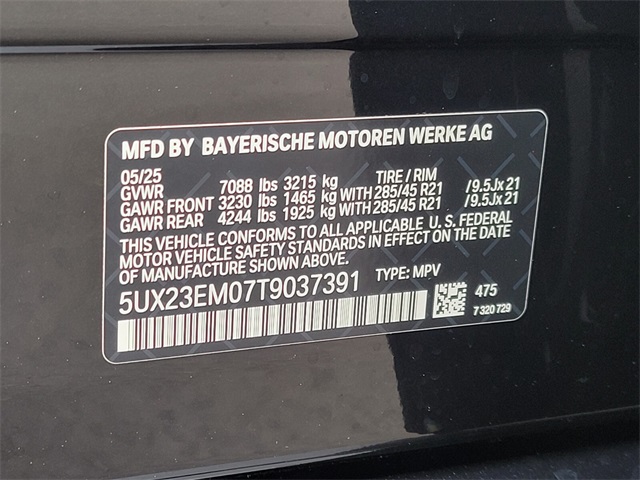 MFD BY BAYERISCHE MOTOREN WERKE AG
05/25 TIRE / RIM
GVWR 7088 lbs 3215 kg
GAWR FRONT 3230 lbs 1465 kg WITH 285/45 R21 /9.5Jx21
GAWR REAR 4244 lbs 1925 kg WITH 285/45 R21 /9.5Jx21
THIS VEHICLE CONFORMS TO ALL APPLICABLE U.S. FEDERAL
MOTOR VEHICLE SAFETY STANDARDS IN EFFECT ON THE DATE
OF MANUFACTURE SHOWN ABOVE.
5UX23EM07T9037391 TYPE: MPV
475
7 320 729